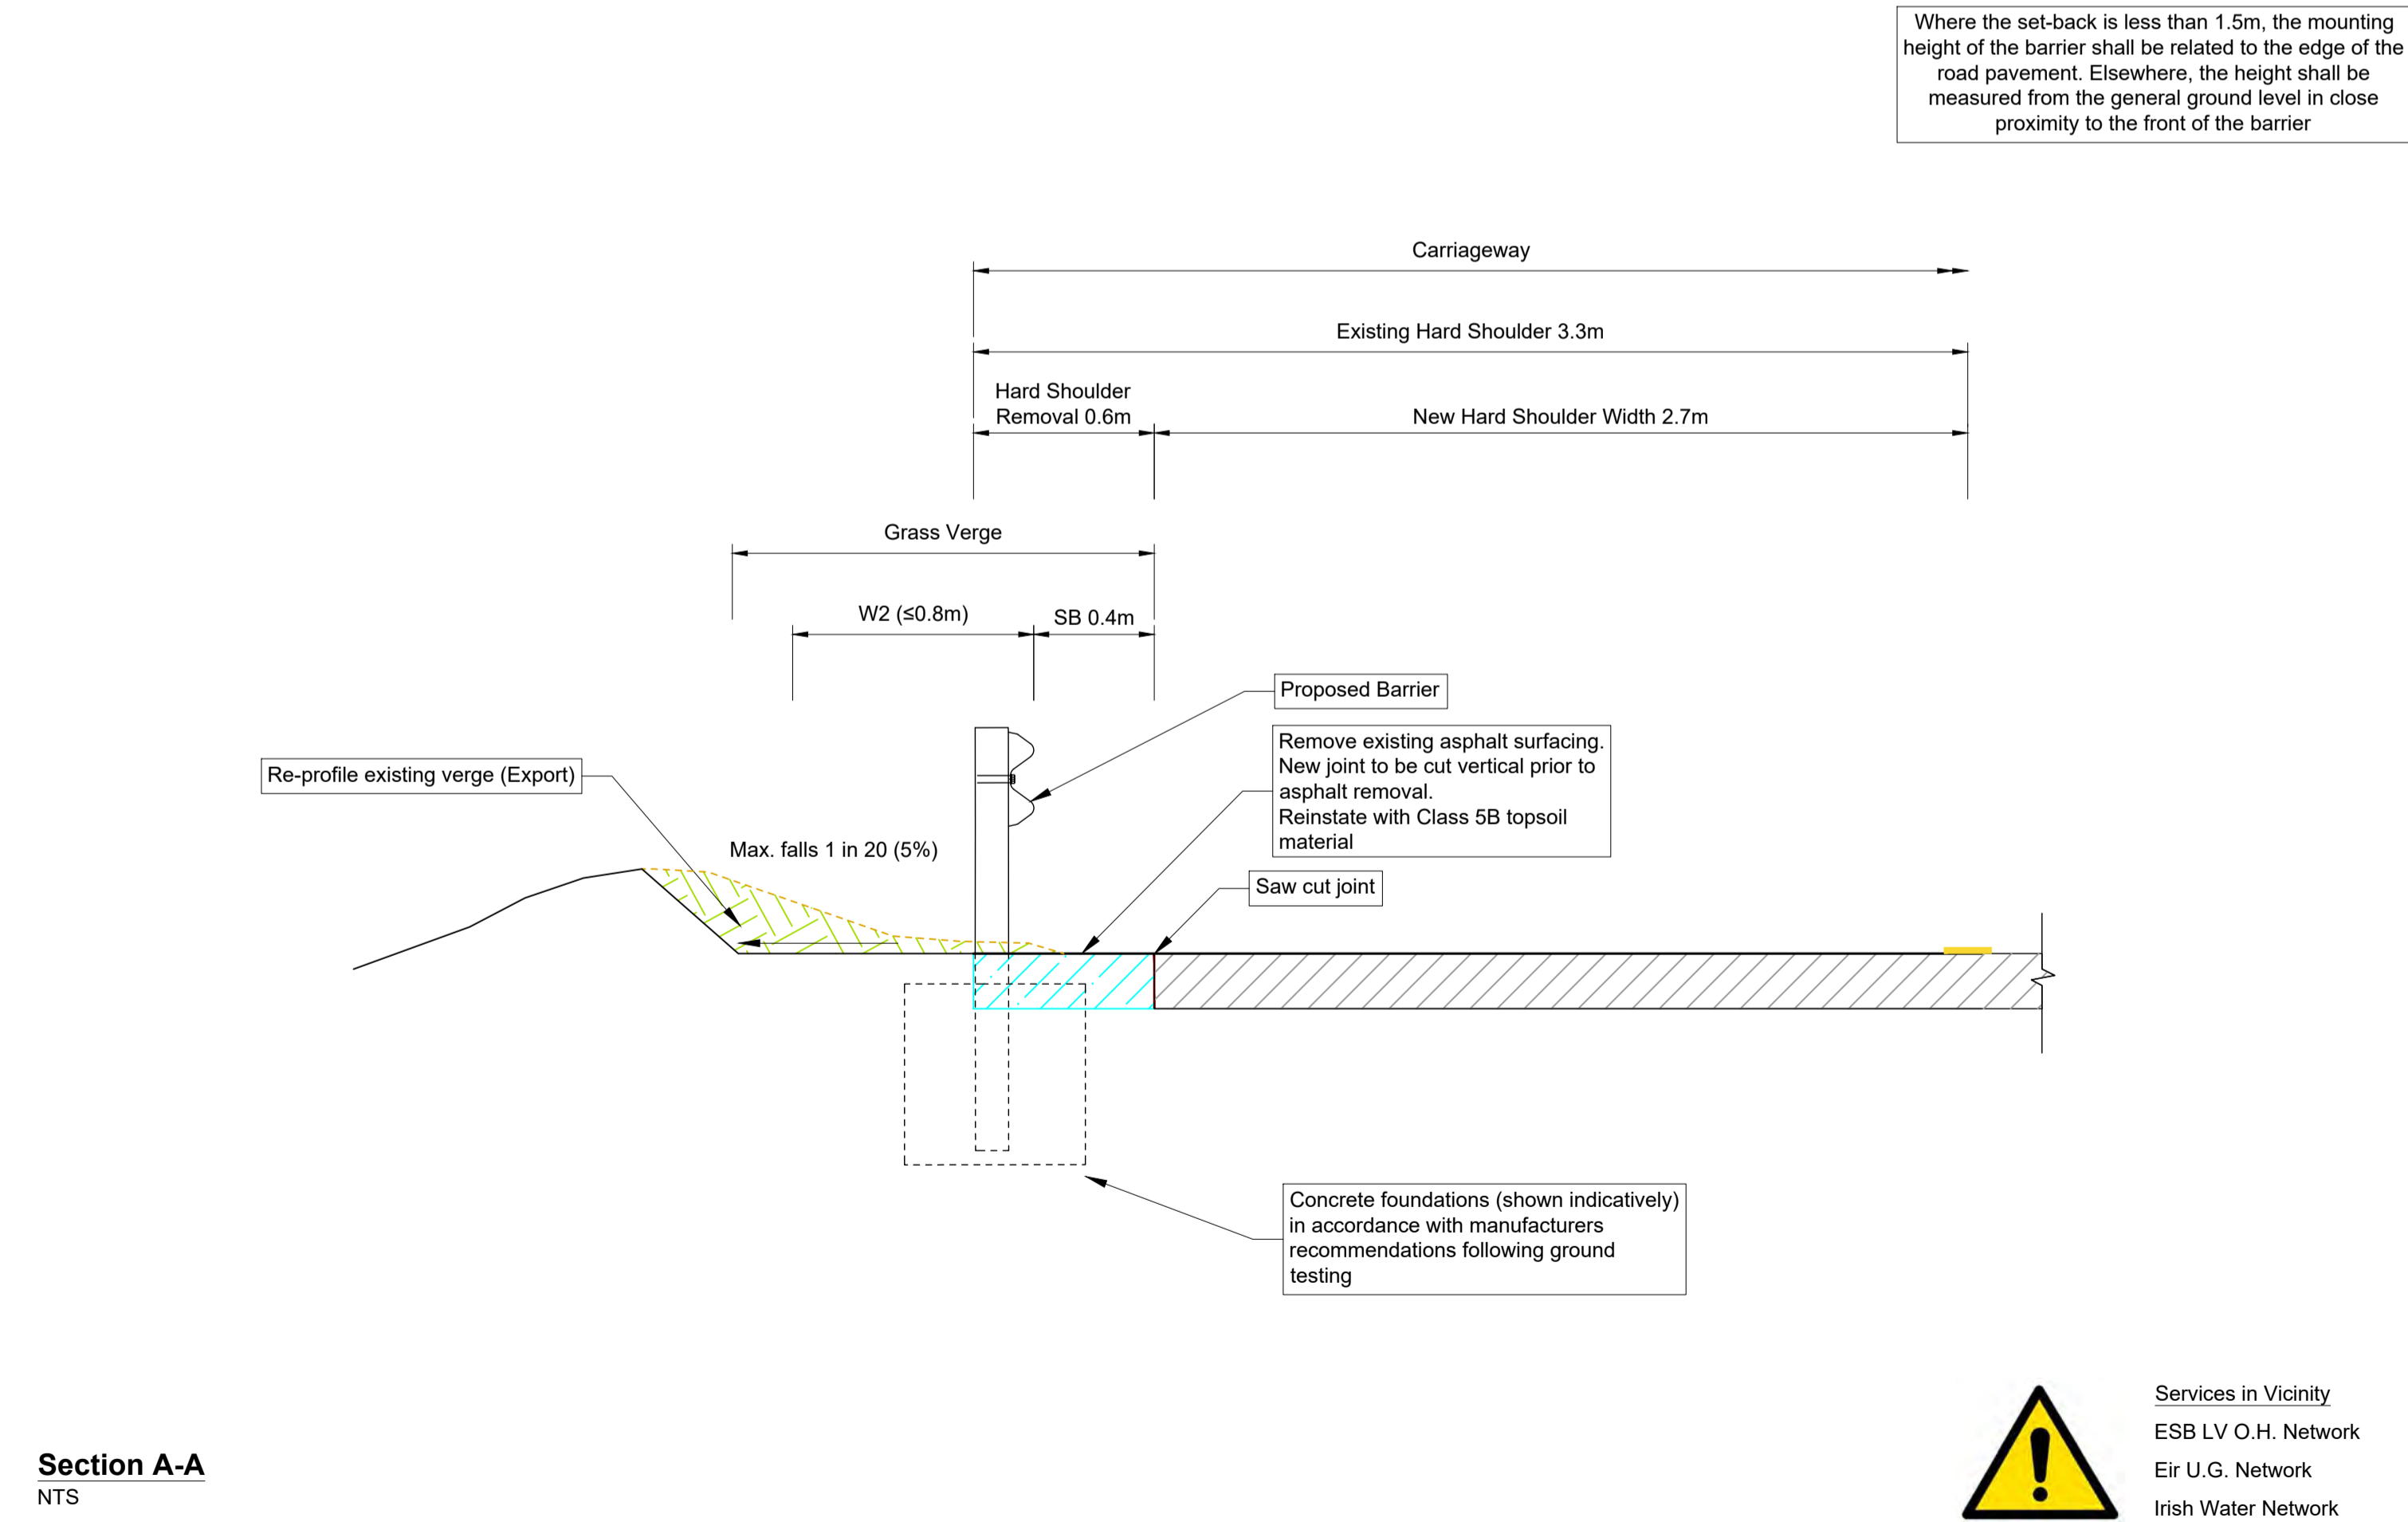 Where the set-back is less than 1.5m, the mounting
height of the barrier shall be related to the edge of the
road pavement. Elsewhere, the height shall be
measured from the general ground level in close
proximity to the front of the barrier
Carriageway
Existing Hard Shoulder 3.3m
Hard Shoulder
Removal 0.6m
New Hard Shoulder Width 2.7m
Grass Verge
W2 (≤0.8m)
SB 0.4m
Proposed Barrier
Remove existing asphalt surfacing.
New joint to be cut vertical prior to
asphalt removal.
Reinstate with Class 5B topsoil
material
Re-profile existing verge (Export)
Max. falls 1 in 20 (5%)
Saw cut joint
Concrete foundations (shown indicatively)
in accordance with manufacturers
recommendations following ground
testing
Section A-A
NTS
Services in Vicinity
ESB LV O.H. Network
Eir U.G. Network
Irish Water Network